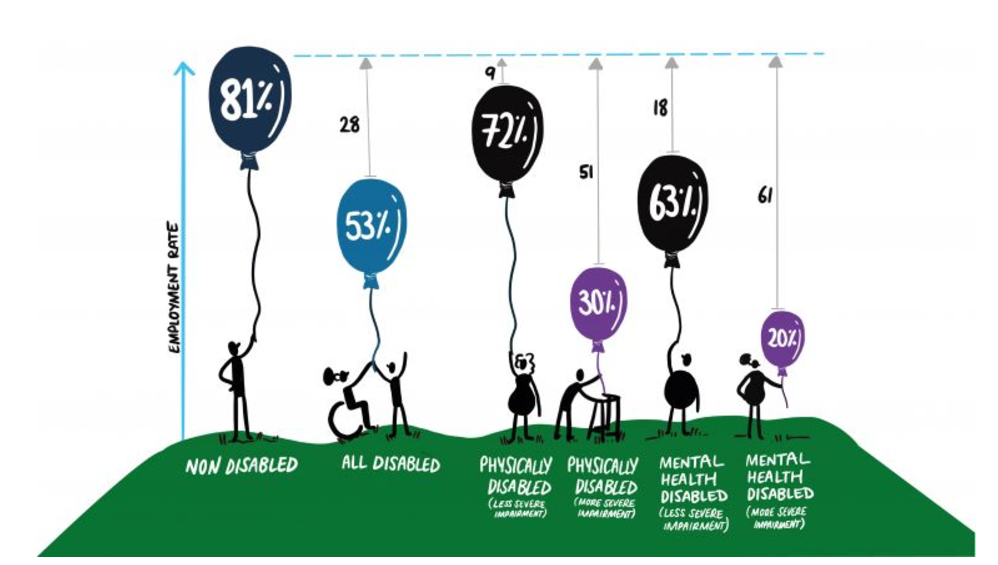 81%
28
53%
9
72%
51
30%
18
63%
61
20%
EMPLOYMENT RATE
NON DISABLED
ALL DISABLED
PHYSICALLY
DISABLED
(LESS SEVERE
IMPAIRMENT)
PHYSICALLY
DISABLED
(MORE SEVERE
IMPAIRMENT)
MENTAL
HEALTH
DISABLED
(LESS SEVERE
IMPAIRMENT)
MENTAL
HEALTH
DISABLED
(MORE SEVERE
IMPAIRMENT)